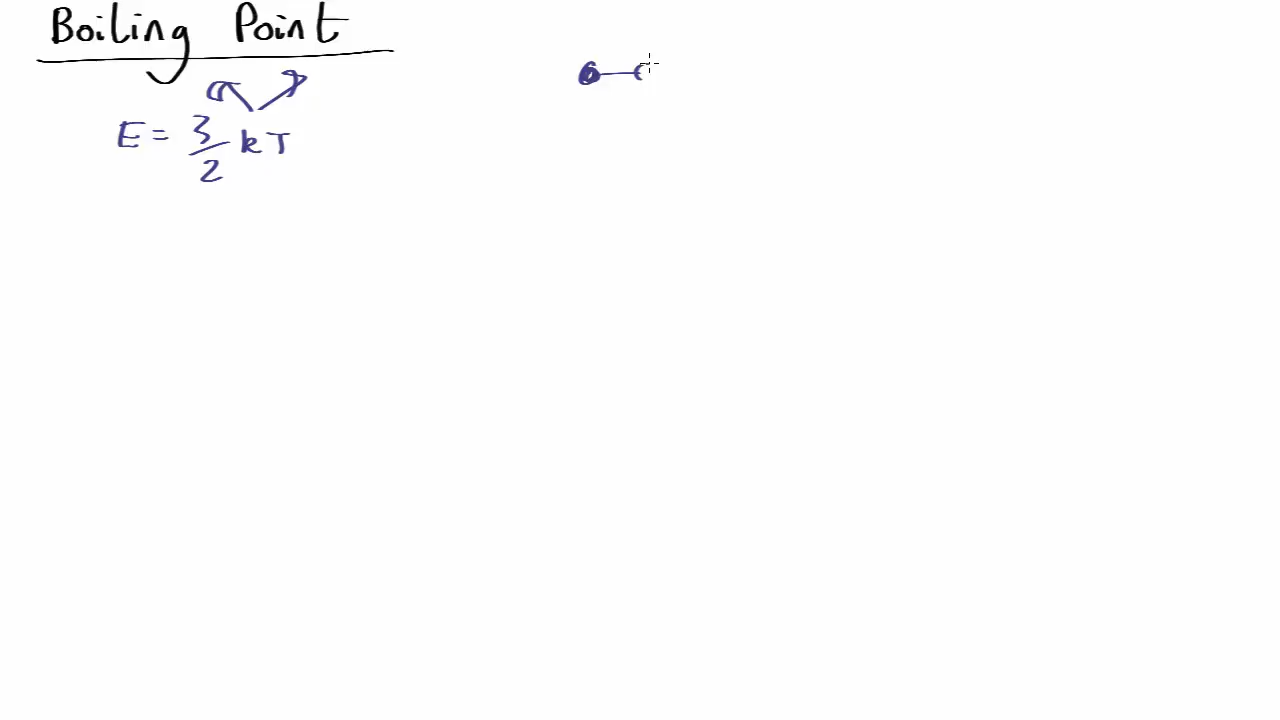 Boiling Point
E = 3/2 kT